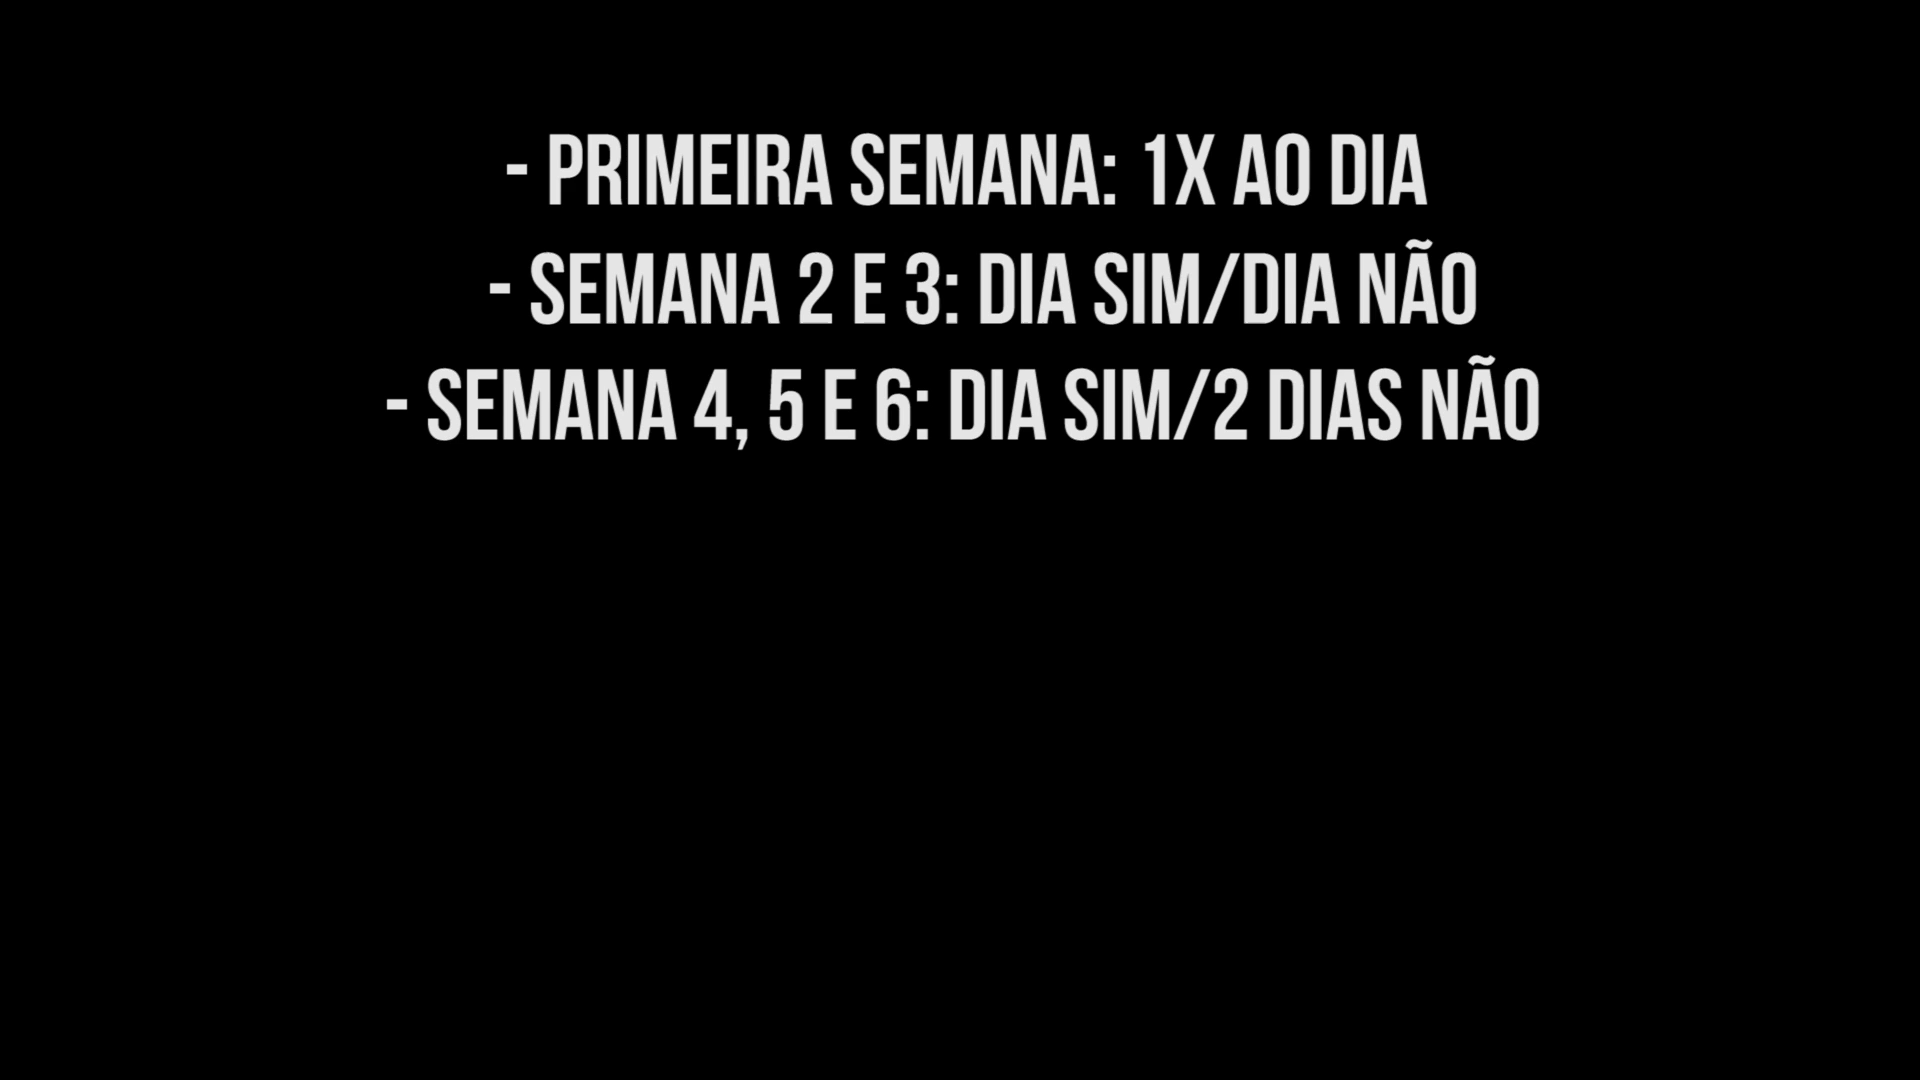 - PRIMEIRA SEMANA: 1X AO DIA
- SEMANA 2 E 3: DIA SIM/DIA NÃO
- SEMANA 4, 5 E 6: DIA SIM/2 DIAS NÃO